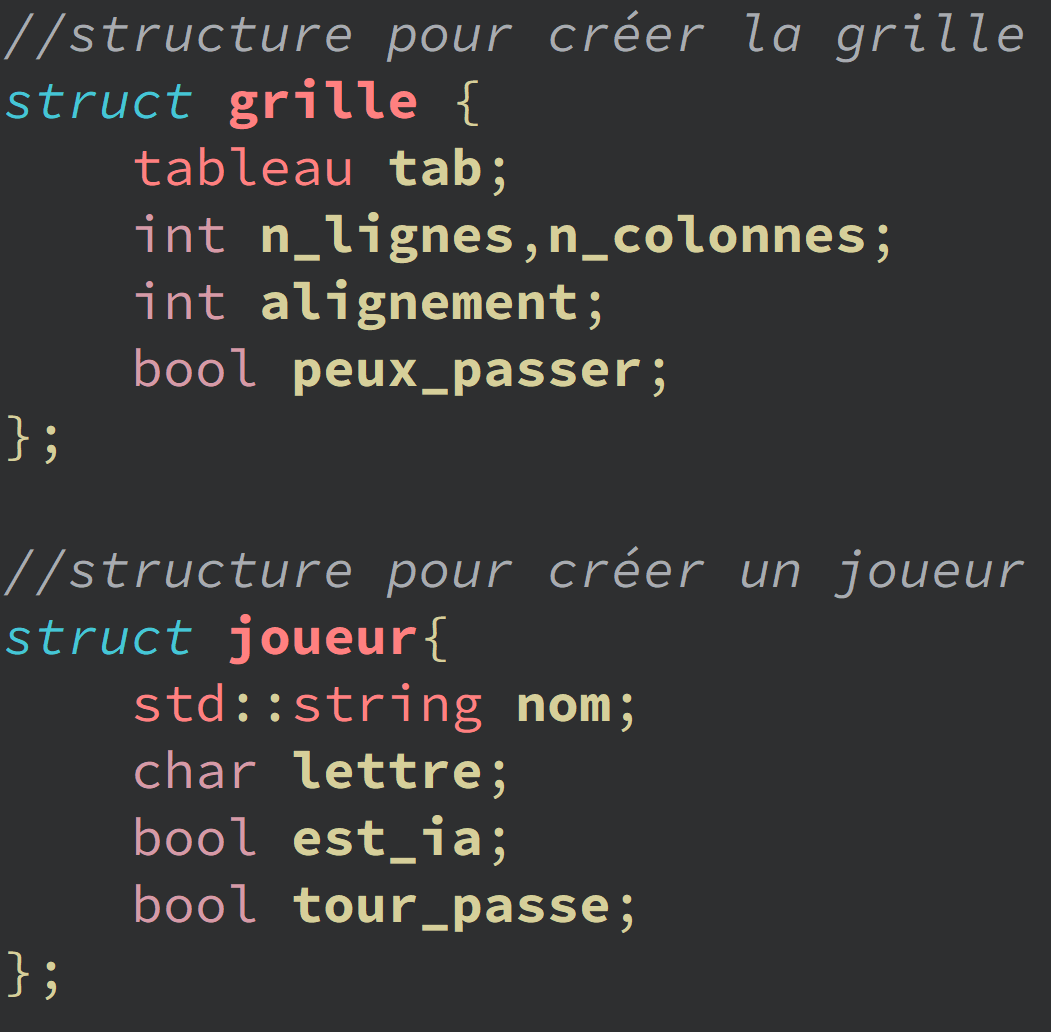 //structure pour créer la grille
struct grille {
    tableau tab;
    int n_lignes,n_colonnes;
    int alignement;
    bool peux_passer;
};

//structure pour créer un joueur
struct joueur{
    std::string nom;
    char lettre;
    bool est_ia;
    bool tour_passe;
};